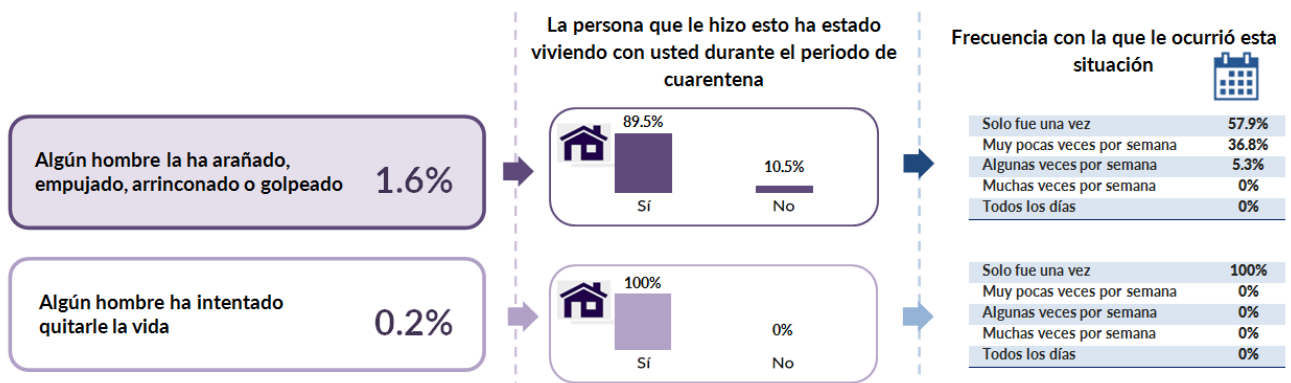 La persona que le hizo esto ha estado
viviendo con usted durante el periodo de
cuarentena
Frecuencia con la que le ocurrió esta
situación
Algún hombre la ha arañado,
empujado, arrinconado o golpeado
1.6%
89.5%
10.5%
Sí
No
Solo fue una vez 57.9%
Muy pocas veces por semana 36.8%
Algunas veces por semana 5.3%
Muchas veces por semana 0%
Todos los días 0%
Algún hombre ha intentado
quitarle la vida
0.2%
100%
0%
Sí
No
Solo fue una vez 100%
Muy pocas veces por semana 0%
Algunas veces por semana 0%
Muchas veces por semana 0%
Todos los días 0%